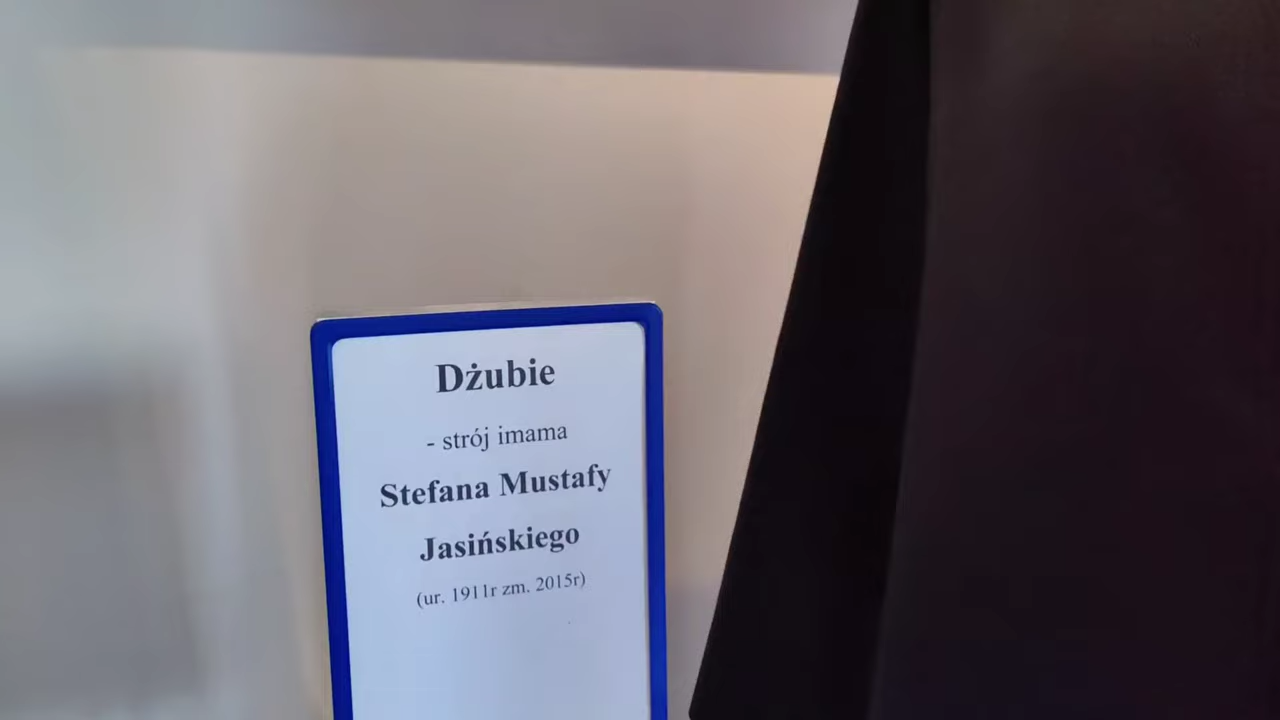 Dżubie
- strój imama
Stefana Mustafy
Jasińskiego
(ur. 1911r zm. 2015r)